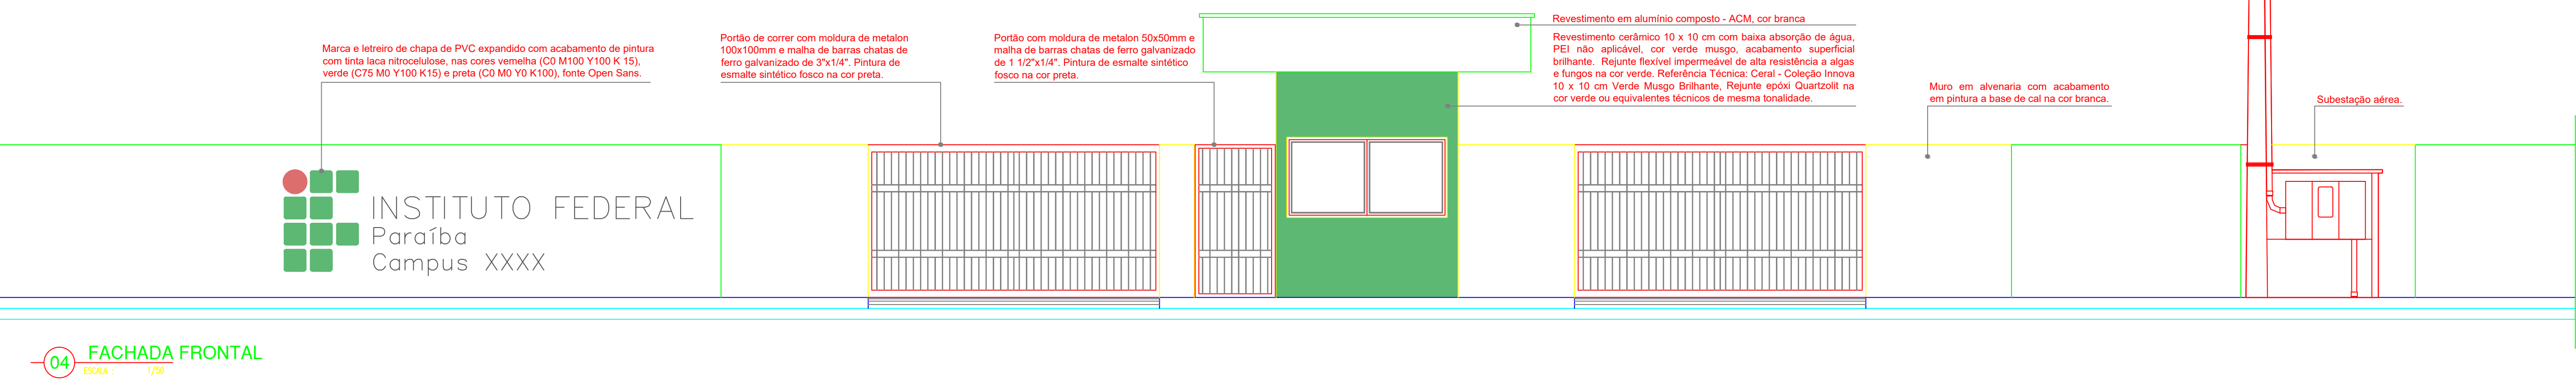 Marca e letreiro de chapa de PVC expandido com acabamento de pintura
com tinta laca nitrocelulose, nas cores vemelha (C0 M100 Y100 K 15),
verde (C75 M0 Y100 K15) e preta (C0 M0 Y0 K100), fonte Open Sans.
Portão de correr com moldura de metalon
100x100mm e malha de barras chatas de
ferro galvanizado de 3"x1/4". Pintura de
esmalte sintético fosco na cor preta.
Portão com moldura de metalon 50x50mm e
malha de barras chatas de ferro galvanizado
de 1 1/2"x1/4". Pintura de esmalte sintético
fosco na cor preta.
Revestimento em alumínio composto - ACM, cor branca
Revestimento cerâmico 10 x 10 cm com baixa absorção de água,
PEI não aplicável, cor verde musgo, acabamento superficial
brilhante. Rejunte flexível impermeável de alta resistência a algas
e fungos na cor verde. Referência Técnica: Ceral - Coleção Innova
10 x 10 cm Verde Musgo Brilhante, Rejunte epóxi Quartzolit na
cor verde ou equivalentes técnicos de mesma tonalidade.
Muro em alvenaria com acabamento
em pintura a base de cal na cor branca.
Subestação aérea.
INSTITUTO FEDERAL
Paraíba
Campus XXXX
04 FACHADA FRONTAL
ESCALA : 1/50